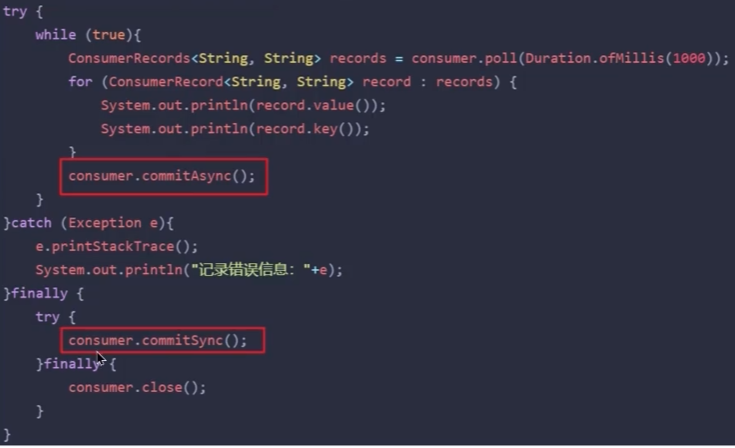 try {
    while (true){
        ConsumerRecords<String, String> records = consumer.poll(Duration.ofMillis(1000));
        for (ConsumerRecord<String, String> record : records) {
            System.out.println(record.value());
            System.out.println(record.key());
        }
        consumer.commitAsync();
    }
}catch (Exception e){
    e.printStackTrace();
    System.out.println("记录错误信息: "+e);
}finally {
    try {
        consumer.commitSync();
    }finally {
        consumer.close();
    }
}